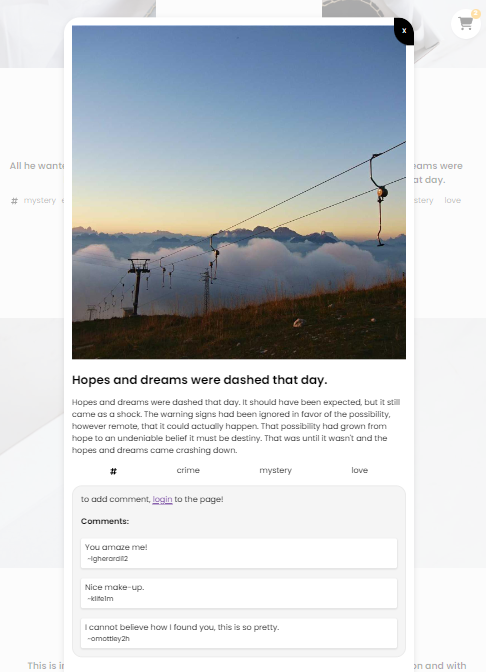 x
All he wante
eams were
at day.
# mystery e
stery love
Hopes and dreams were dashed that day.
Hopes and dreams were dashed that day. It should have been expected, but it still
came as a shock. The warning signs had been ignored in favor of the possibility,
however remote, that it could actually happen. That possibility had grown from
hope to an undeniable belief it must be destiny. That was until it wasn't and the
hopes and dreams came crashing down.
# crime mystery love
to add comment, login to the page!
Comments:
You amaze me!
-lgherardi12
Nice make-up.
-klife1m
I cannot believe how I found you, this is so pretty.
-omottley2h
This is in
on and with